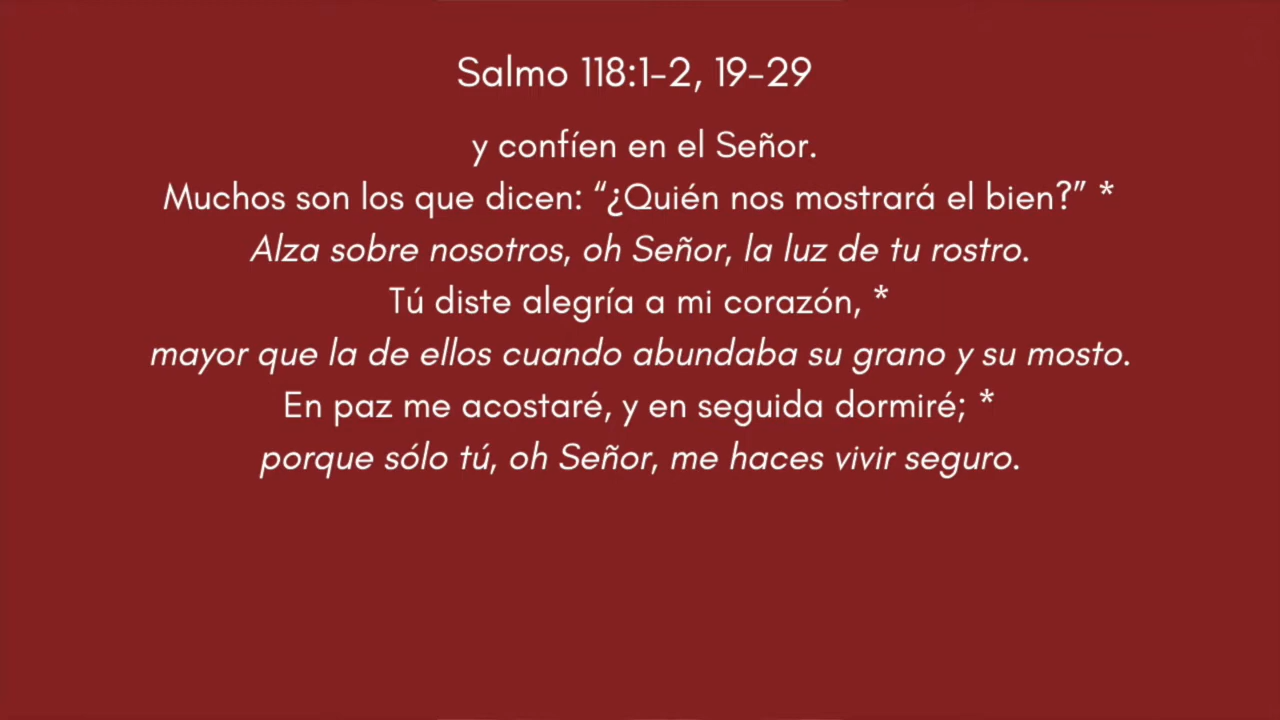 Salmo 118:1-2, 19-29
y confíen en el Señor.
Muchos son los que dicen: “¿Quién nos mostrará el bien?” *
Alza sobre nosotros, oh Señor, la luz de tu rostro.
Tú diste alegría a mi corazón, *
mayor que la de ellos cuando abundaba su grano y su mosto.
En paz me acostaré, y en seguida dormiré; *
porque sólo tú, oh Señor, me haces vivir seguro.